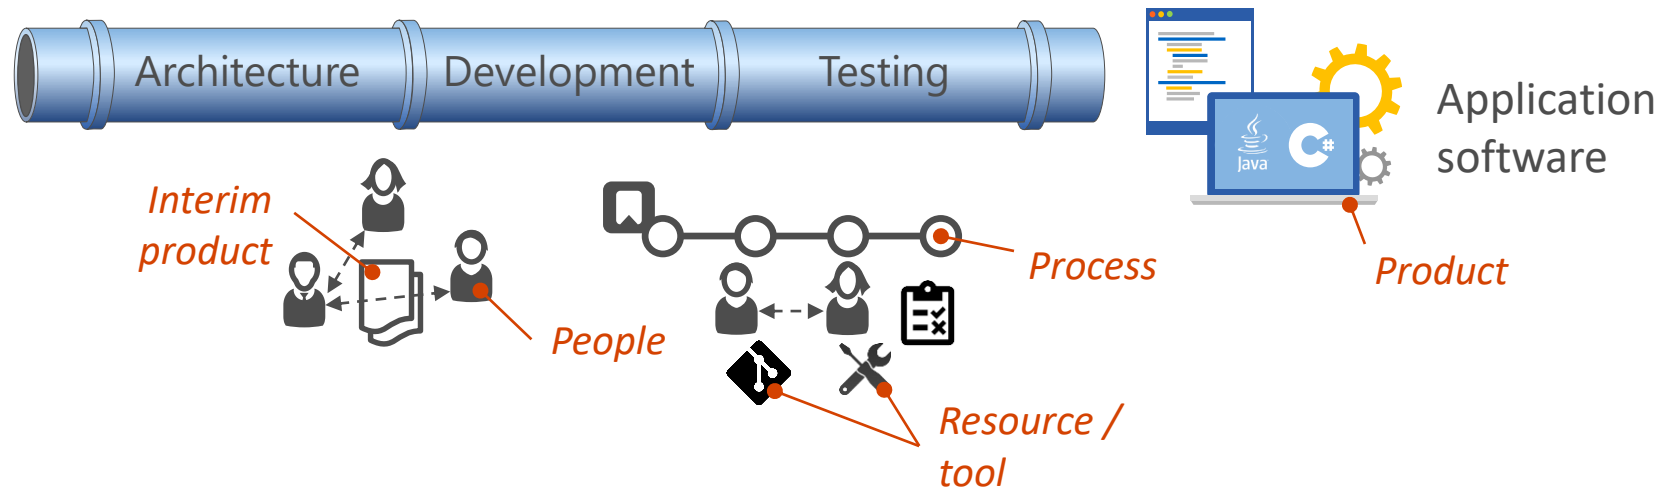 Architecture
Development
Testing
Application
software
Java
C#
Interim
product
People
Process
Product
Resource /
tool